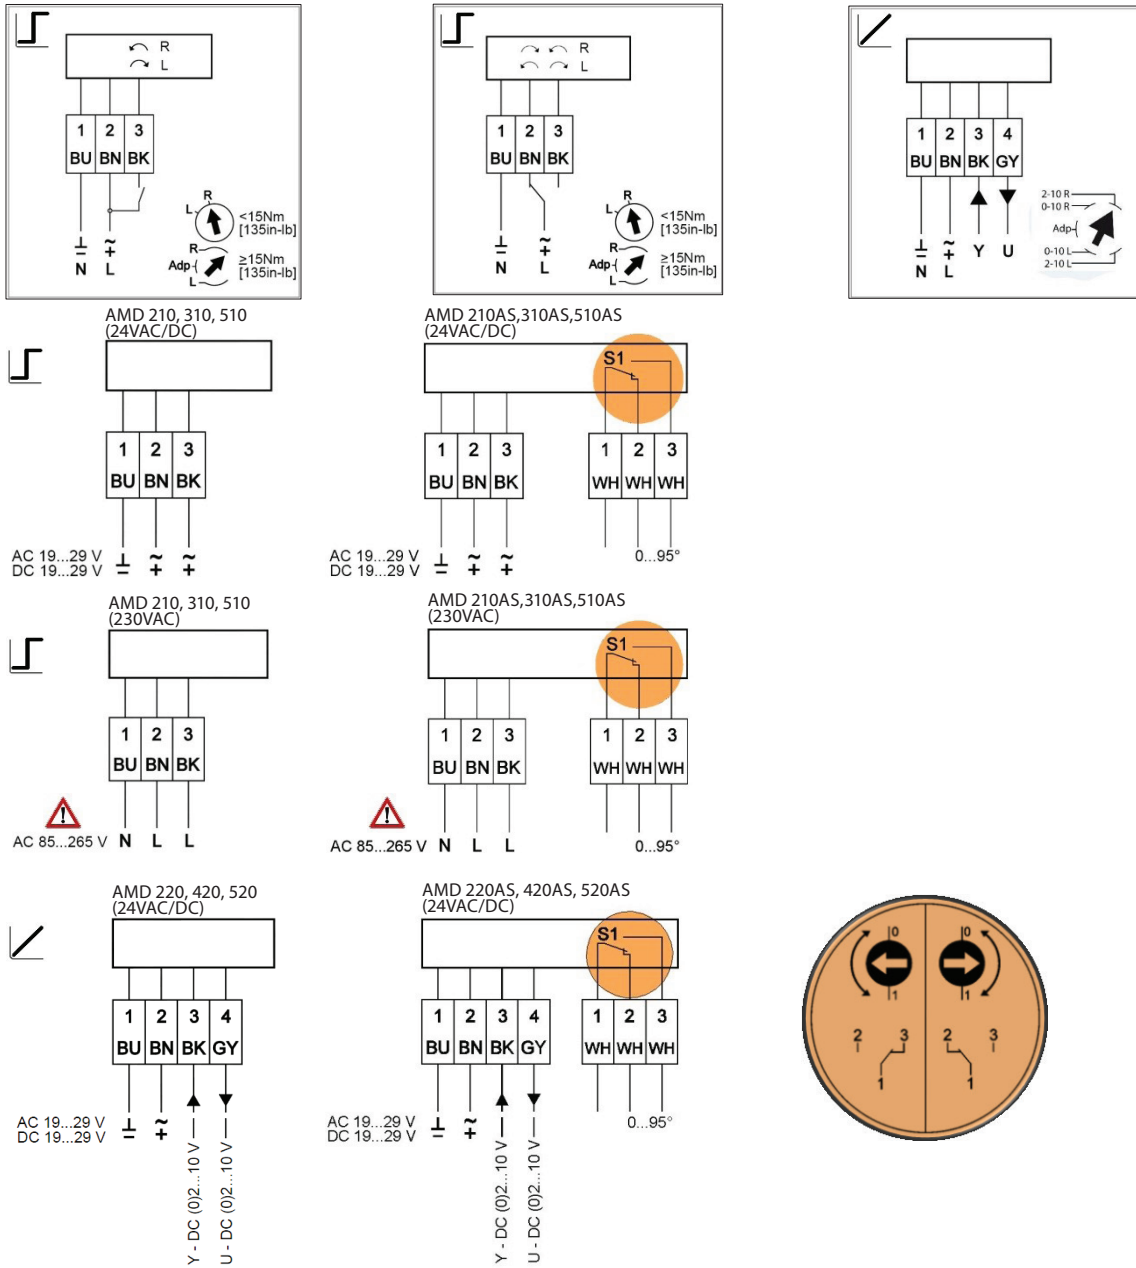 R
L
1 2 3
BU BN BK
⊥ ~
= +
N L
R
L
<15Nm
[135in-lb]
R
Adp
L
≥15Nm
[135in-lb]
R
L
1 2 3
BU BN BK
⊥ ~
= +
N L
R
L
<15Nm
[135in-lb]
R
Adp
L
≥15Nm
[135in-lb]
1 2 3 4
BU BN BK GY
⊥ ~
= + Y U
N L
2-10 R
0-10 R
Adp
0-10 L
2-10 L
AMD 210, 310, 510
(24VAC/DC)
1 2 3
BU BN BK
AC 19...29 V ⊥ ~ ~
DC 19...29 V = + +
AMD 210AS,310AS,510AS
(24VAC/DC)
S1
1 2 3
BU BN BK
1 2 3
WH WH WH
AC 19...29 V ⊥ ~ ~
DC 19...29 V = + +
0...95°
AMD 210, 310, 510
(230VAC)
1 2 3
BU BN BK
AC 85...265 V N L L
AMD 210AS,310AS,510AS
(230VAC)
S1
1 2 3
BU BN BK
1 2 3
WH WH WH
AC 85...265 V N L L
0...95°
AMD 220, 420, 520
(24VAC/DC)
1 2 3 4
BU BN BK GY
AC 19...29 V ⊥ ~
DC 19...29 V = +
Y - DC (0)2...10 V
U - DC (0)2...10 V
AMD 220AS, 420AS, 520AS
(24VAC/DC)
S1
1 2 3 4
BU BN BK GY
1 2 3
WH WH WH
AC 19...29 V ⊥ ~
DC 19...29 V = +
0...95°
Y - DC (0)2...10 V
U - DC (0)2...10 V
0 0
1 1
2 3 2 3
1 1